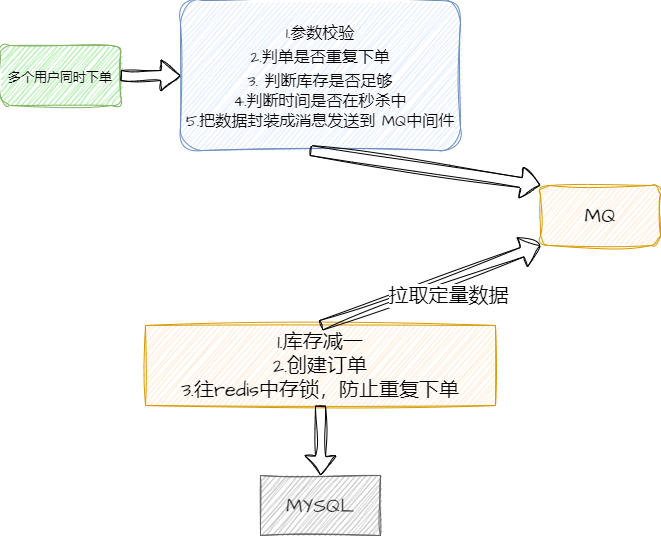 多个用户同时下单
1.参数校验
2.判单是否重复下单
3. 判断库存是否足够
4.判断时间是否在秒杀中
5.把数据封装成消息发送到 MQ中间件
MQ
拉取定量数据
1.库存减一
2.创建订单
3.往redis中存锁，防止重复下单
MYSQL